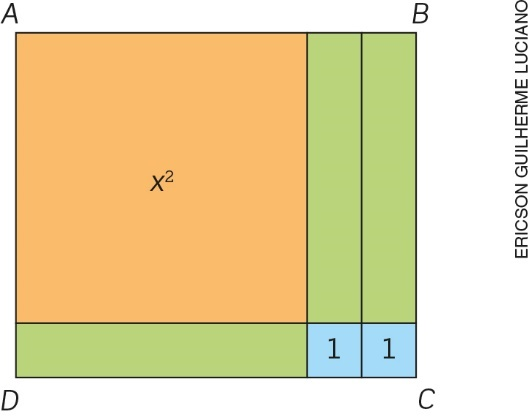 A
B
x²
1
1
D
C
ERICSON GUILHERME LUCIANO